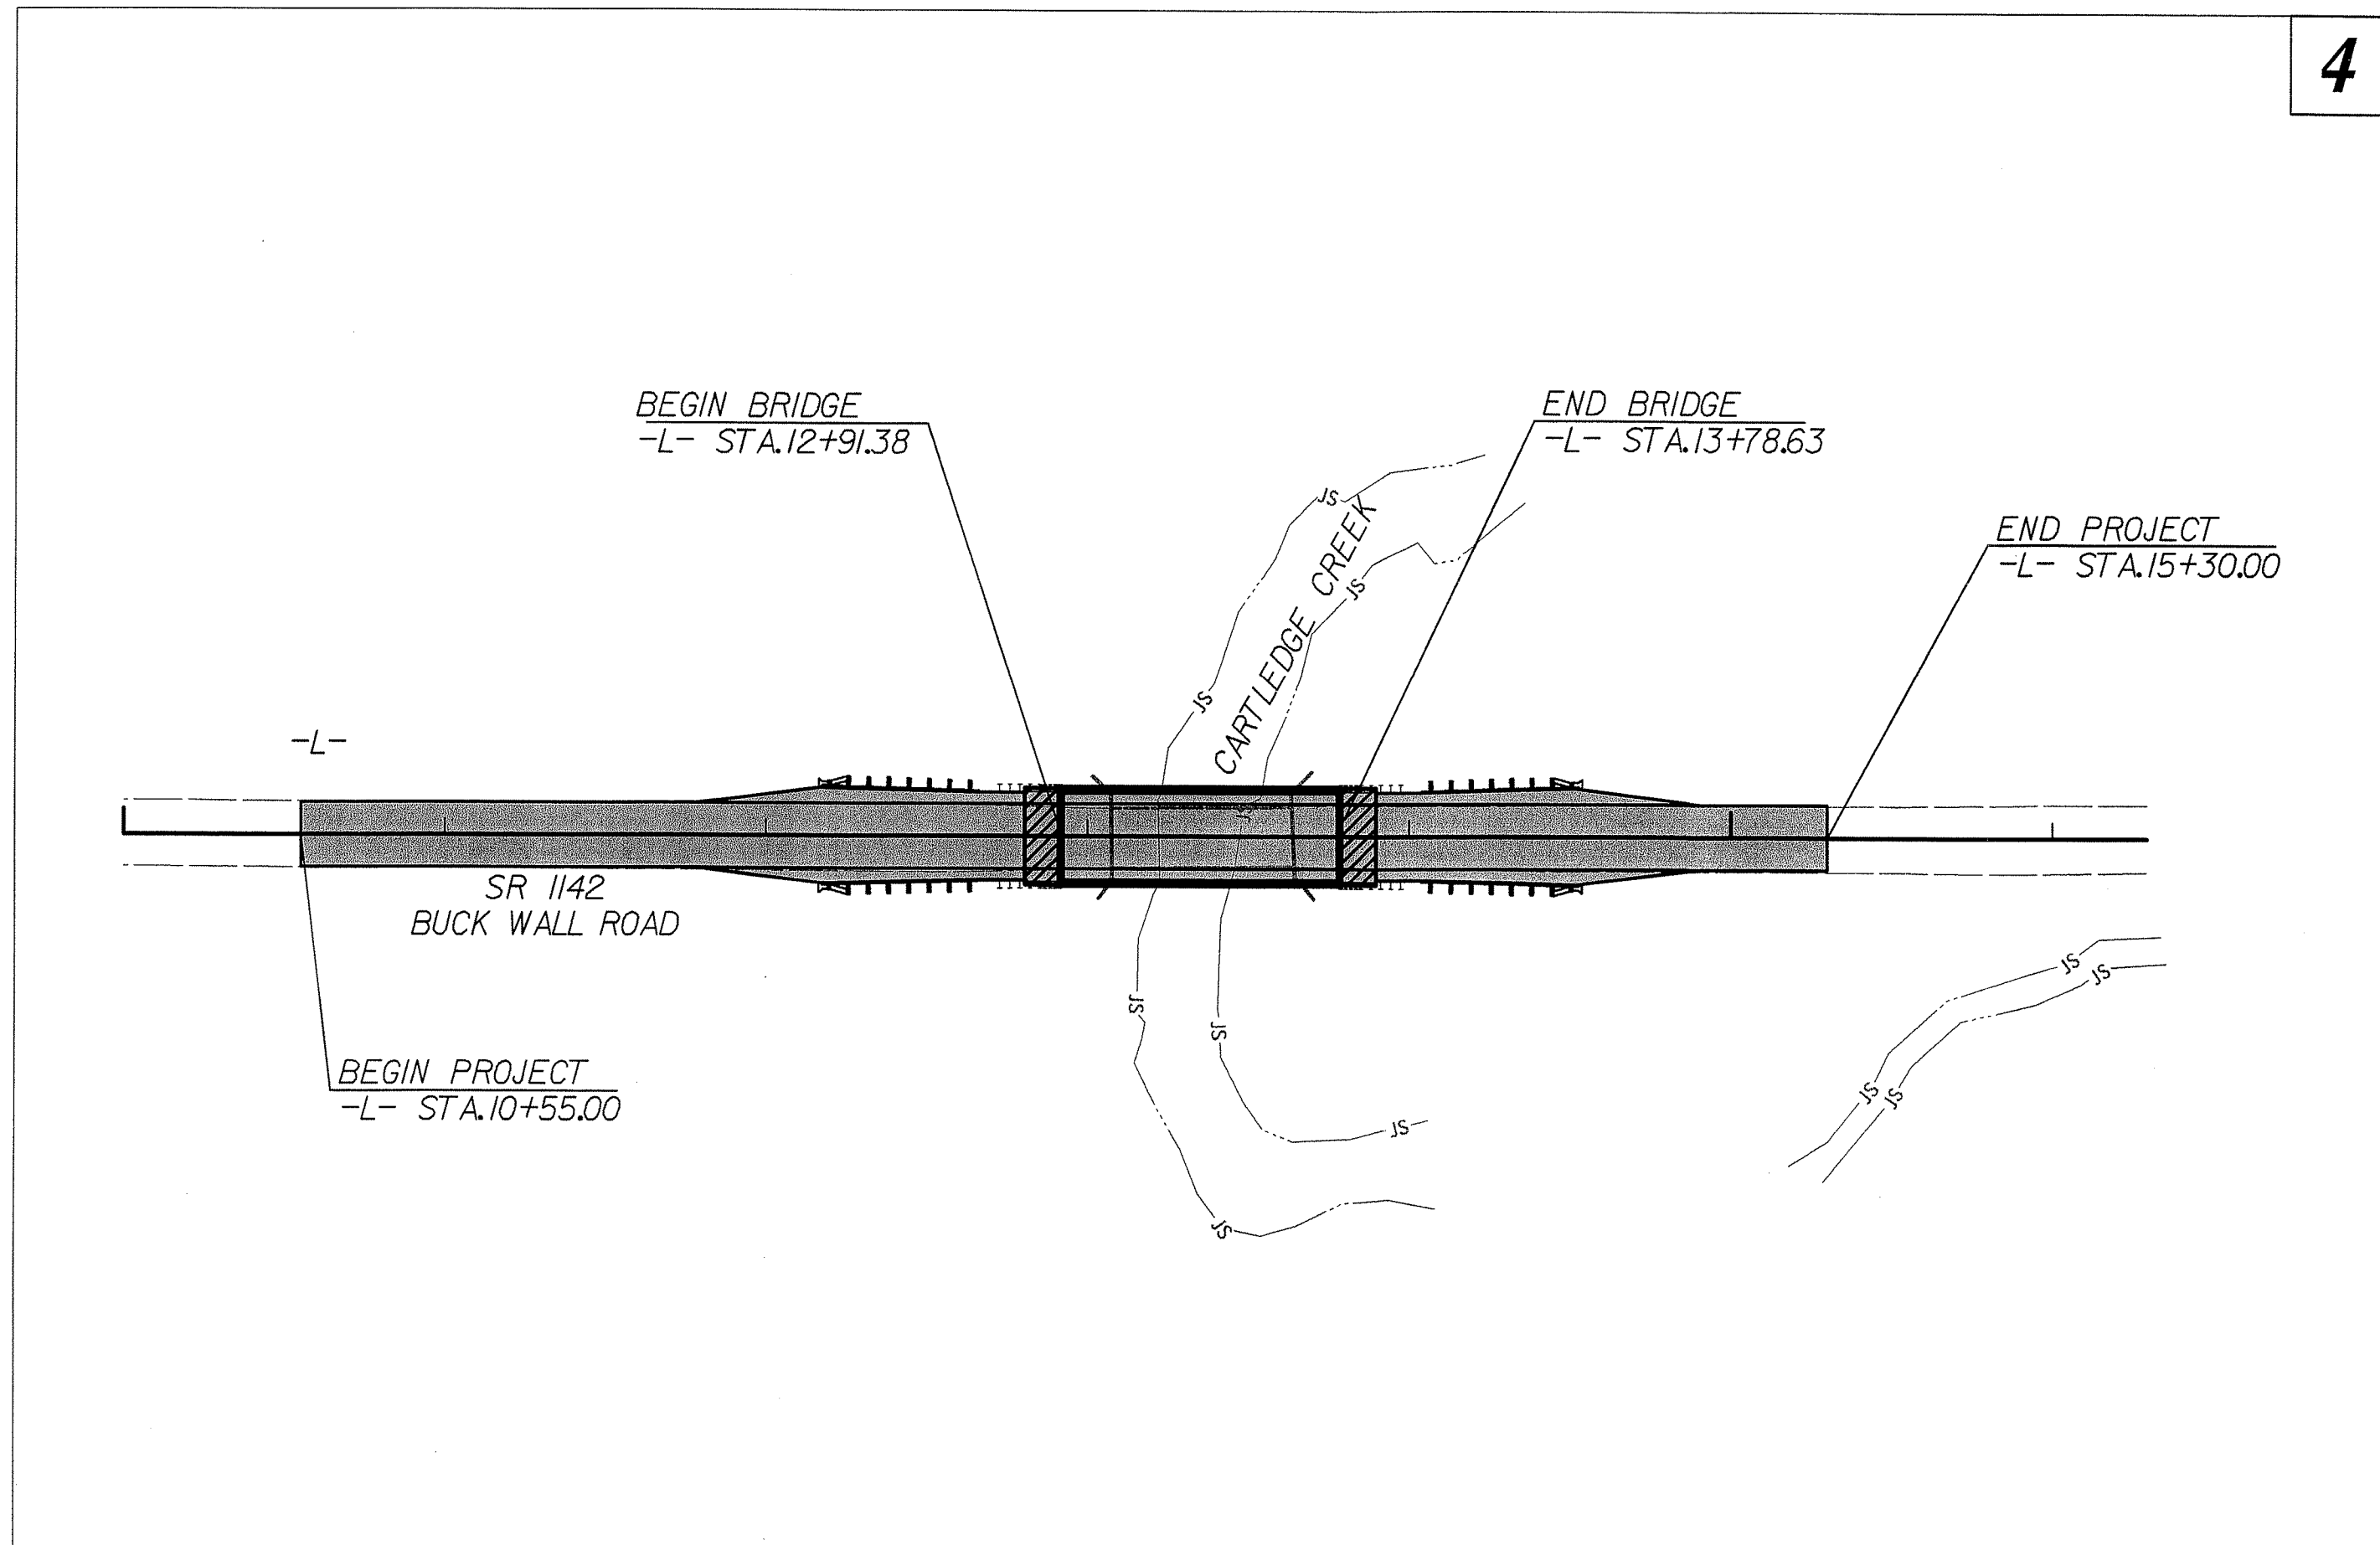 4
BEGIN BRIDGE
-L- STA.12+91.38
END BRIDGE
-L- STA.13+78.63
JS
END PROJECT
-L- STA.15+30.00
JS
CARTLEDGE CREEK
JS
-L-
JS
SR 1142
BUCK WALL ROAD
JS
JS
JS
JS
BEGIN PROJECT
-L- STA.10+55.00
JS
JS
JS
JS